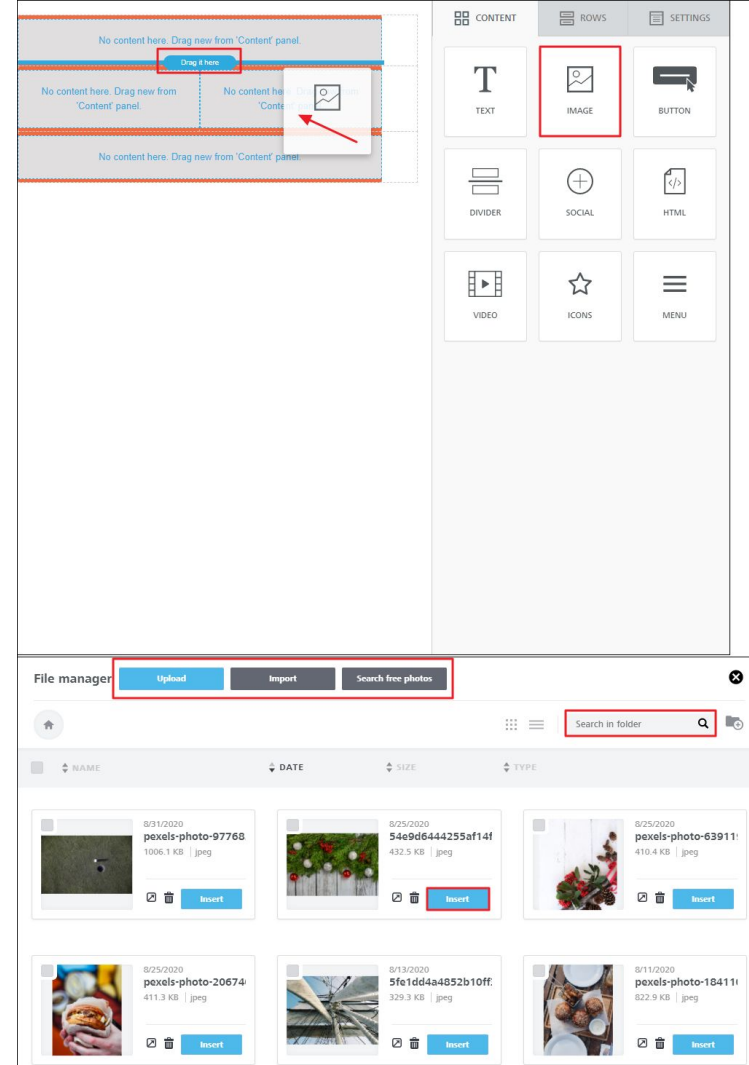 No content here. Drag new from 'Content' panel.
Drag it here
No content here. Drag new from
'Content' panel.
No content here.
'Content'
No content here. Drag new from 'Content' panel.
CONTENT
ROWS
SETTINGS
TEXT
IMAGE
BUTTON
DIVIDER
SOCIAL
HTML
VIDEO
ICONS
MENU
File manager
Upload
Import
Search free photos
Search in folder
NAME
DATE
SIZE
TYPE
8/31/2020
pexels-photo-97768
1006.1 KB | jpeg
Insert
8/25/2020
54e9d6444255af14f
432.5 KB | jpeg
Insert
8/25/2020
pexels-photo-63911
410.4 KB | jpeg
Insert
8/25/2020
pexels-photo-20674
411.3 KB | jpeg
Insert
8/13/2020
5fe1dd4a4852b10ff
329.3 KB | jpeg
Insert
8/11/2020
pexels-photo-18411
822.9 KB | jpeg
Insert